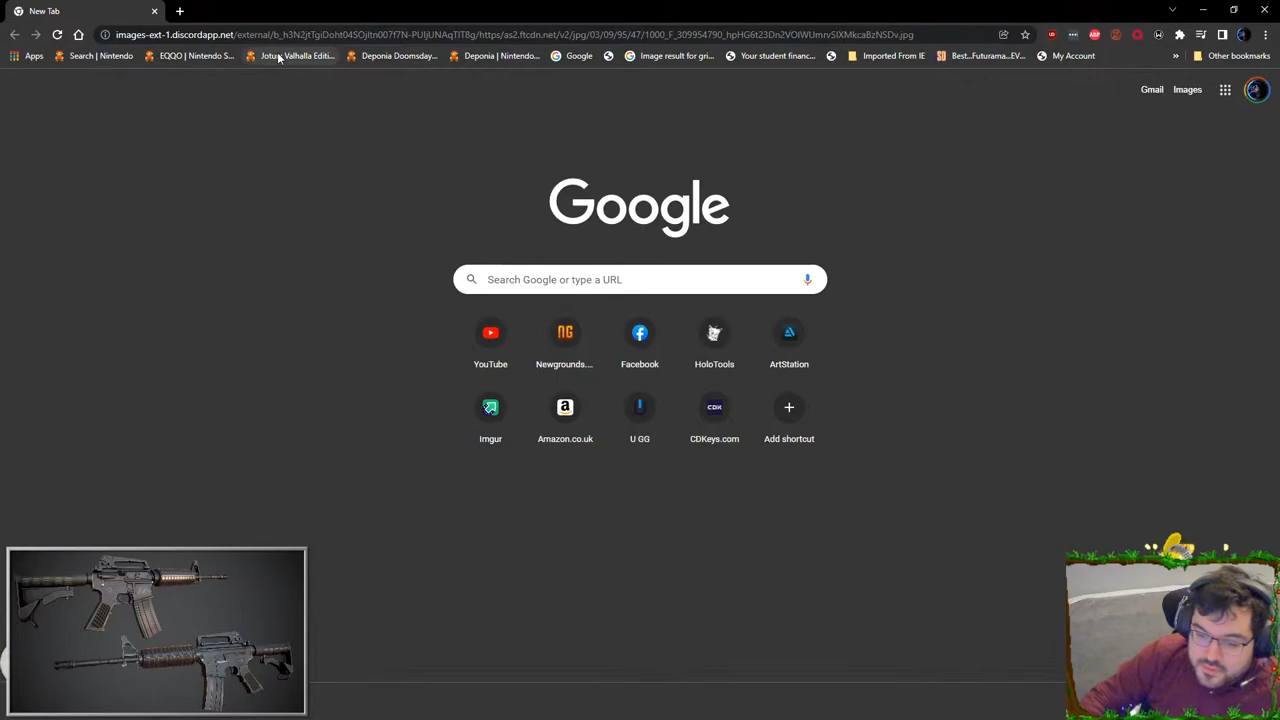 New Tab
images-ext-1.discordapp.net/external/b_h3N2jtTgiDoht04SOjltn007f7N-PUljUNAqTIT8g/https/as2.ftcdn.net/v2/jpg/03/09/95/47/1000_F_309954790_hpHG6t23Dn2VOIWUmrvSIXMkcaBzNSDv.jpg
Apps Search | Nintendo EQQO | Nintendo S... Valhalla Editi... Deponia Doomsday... Deponia | Nintendo... Google Image result for gri... Your student financ... Imported From IE Best...Futurama...EV... My Account » Other bookmarks
Gmail Images
Google
Search Google or type a URL
YouTube Newgrounds.... Facebook HoloTools ArtStation
Imgur Amazon.co.uk U GG CDKeys.com Add shortcut